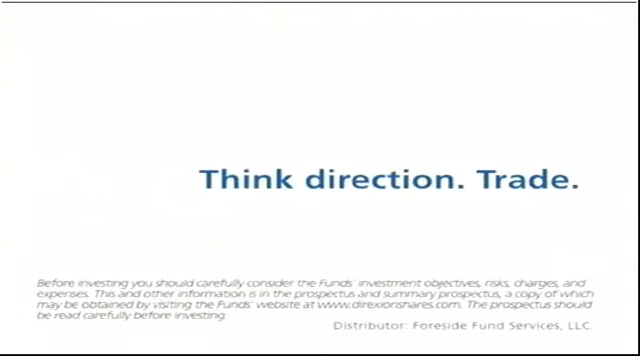 Think direction. Trade.
Before investing you should carefully consider the Funds' investment objectives, risks, charges, and
expenses. This and other information is in the prospectus and summary prospectus, a copy of which
may be obtained by visiting the Funds' website at www.direxionshares.com. The prospectus should
be read carefully before investing.
Distributor: Foreside Fund Services, LLC.